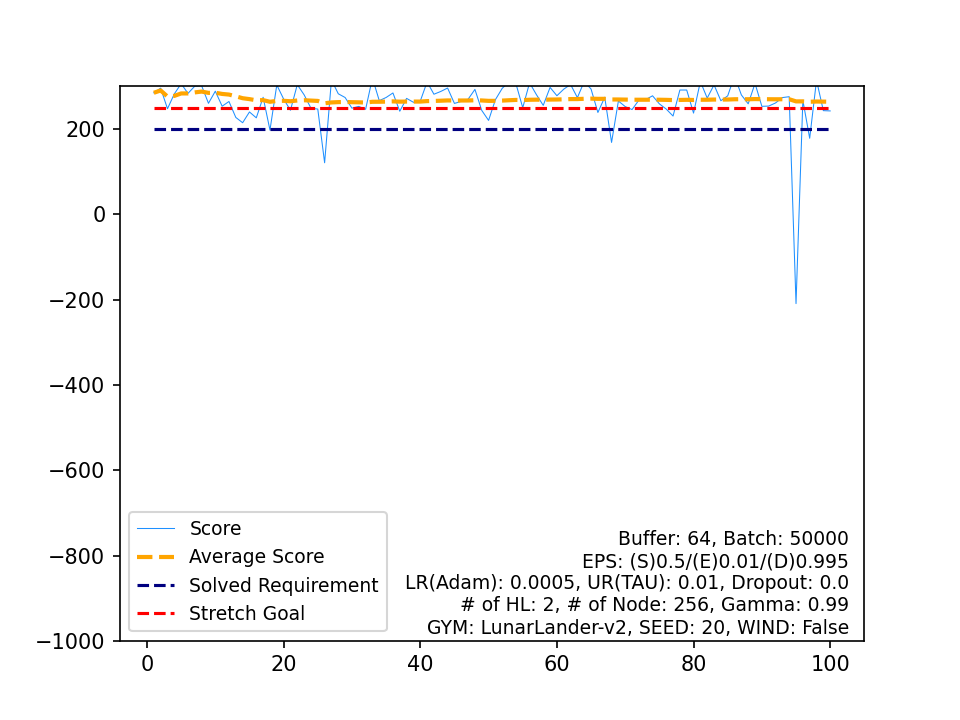 200
0
−200
−400
−600
−800
−1000
0
20
40
60
80
100
Score
Average Score
Solved Requirement
Stretch Goal
Buffer: 64, Batch: 50000
EPS: (S)0.5/(E)0.01/(D)0.995
LR(Adam): 0.0005, UR(TAU): 0.01, Dropout: 0.0
# of HL: 2, # of Node: 256, Gamma: 0.99
GYM: LunarLander-v2, SEED: 20, WIND: False